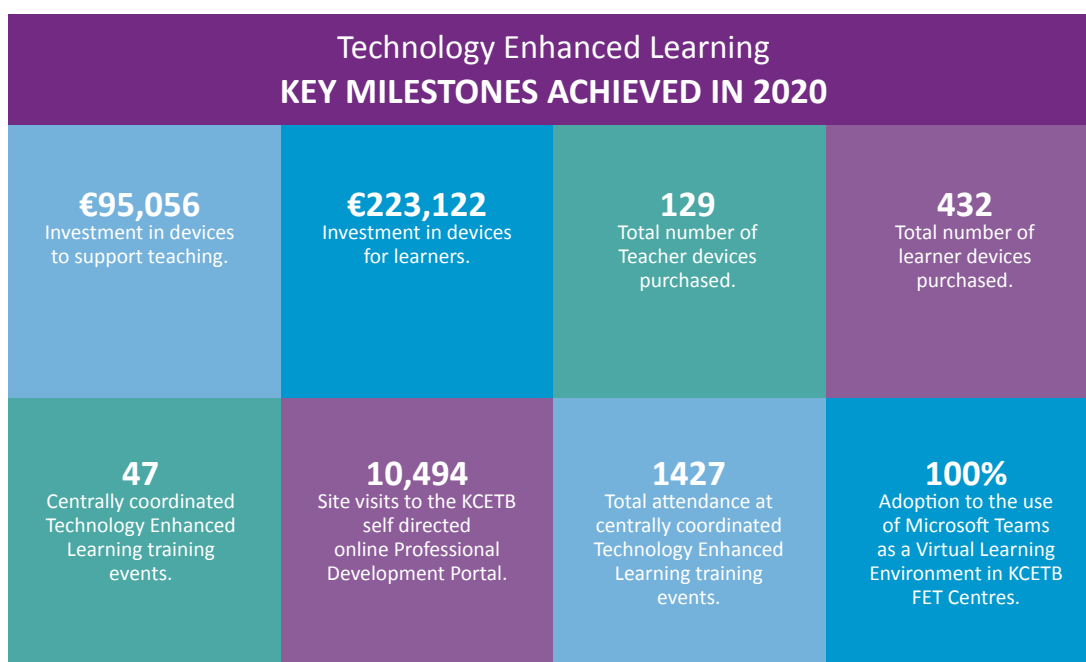 Technology Enhanced Learning
KEY MILESTONES ACHIEVED IN 2020
€95,056
Investment in devices
to support teaching.
€223,122
Investment in devices
for learners.
129
Total number of
Teacher devices
purchased.
432
Total number of
learner devices
purchased.
47
Centrally coordinated
Technology Enhanced
Learning training
events.
10,494
Site visits to the KCETB
self directed
online Professional
Development Portal.
1427
Total attendance at
centrally coordinated
Technology Enhanced
Learning training
events.
100%
Adoption to the use
of Microsoft Teams
as a Virtual Learning
Environment in KCETB
FET Centres.